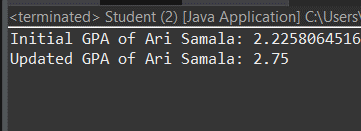 <terminated> Student (2) [Java Application] C:\Users\
Initial GPA of Ari Samala: 2.2258064516
Updated GPA of Ari Samala: 2.75